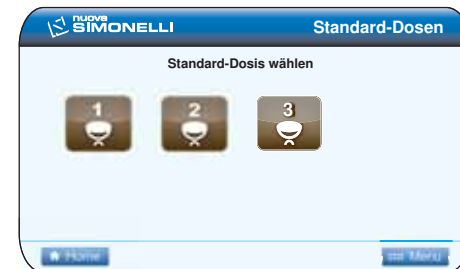 nuova
SIMONELLI
Standard-Dosen
Standard-Dosis wählen
1 2 3
Home Menu